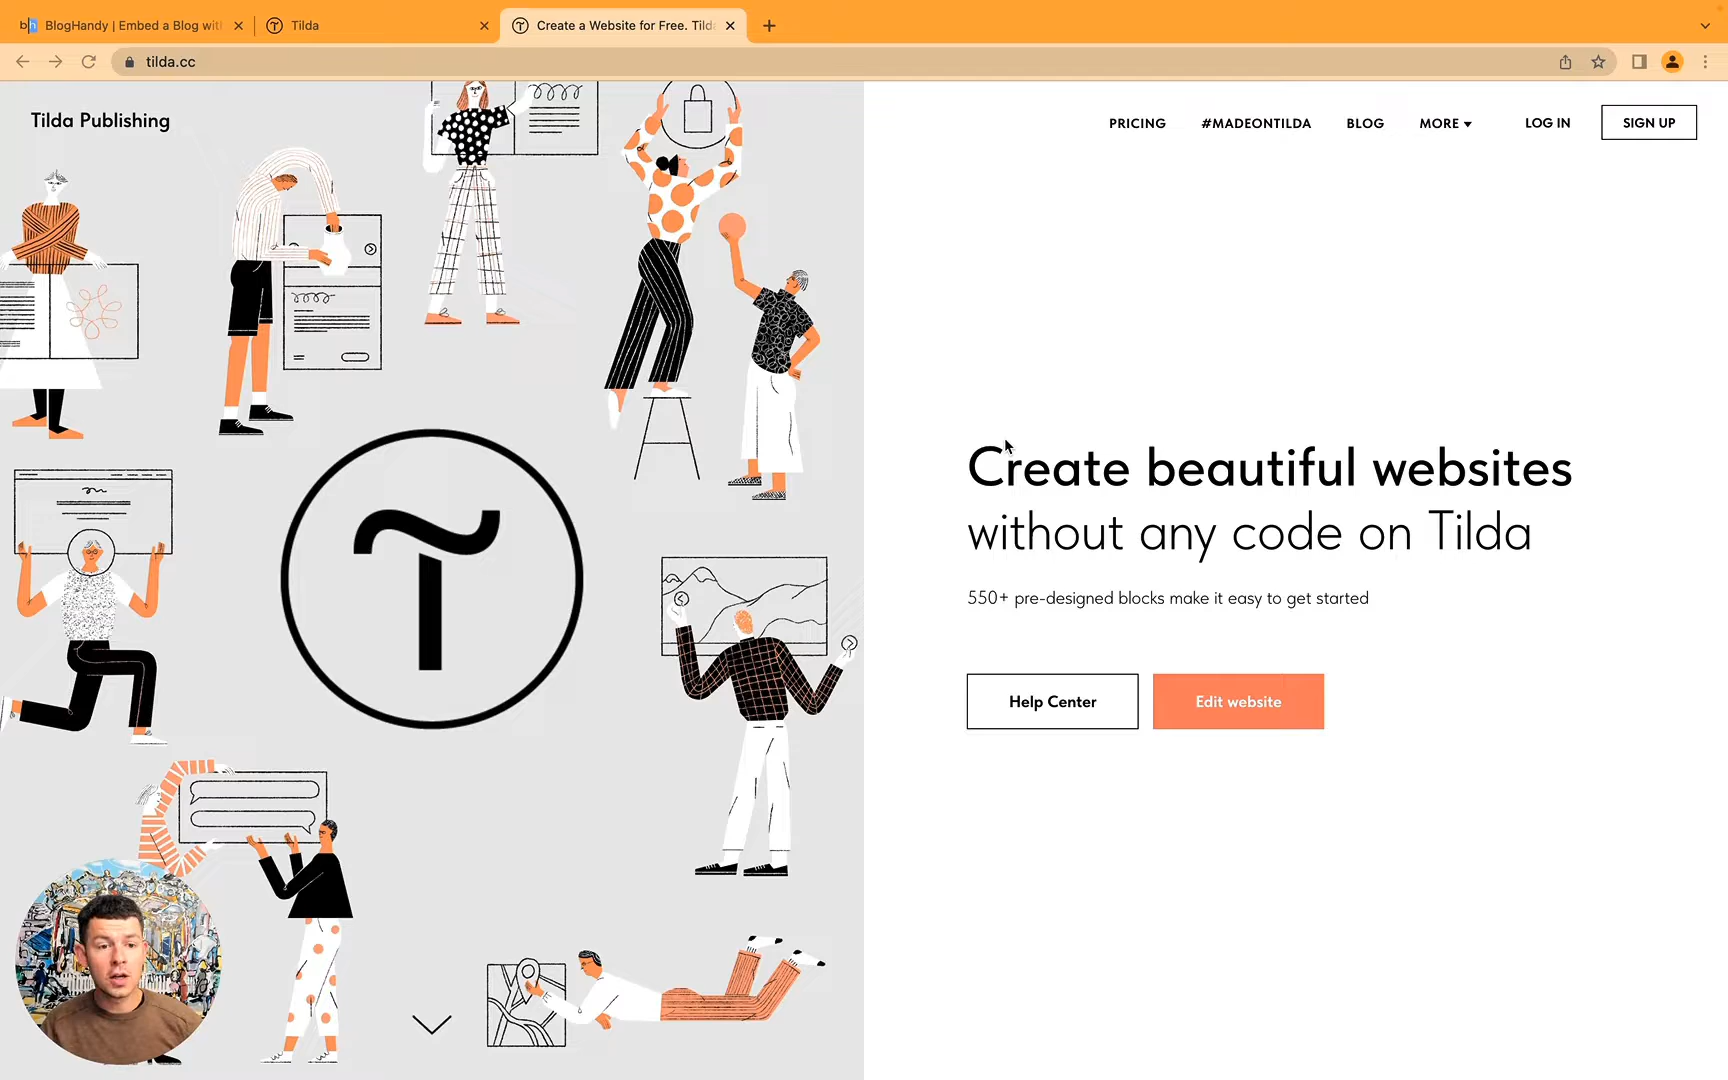 BlogHandy | Embed a Blog wit
Tilda
Create a Website for Free. Tild
tilda.cc
Tilda Publishing
PRICING
#MADEONTILDA
BLOG
MORE
LOG IN
SIGN UP
Create beautiful websites
without any code on Tilda
550+ pre-designed blocks make it easy to get started
Help Center
Edit website